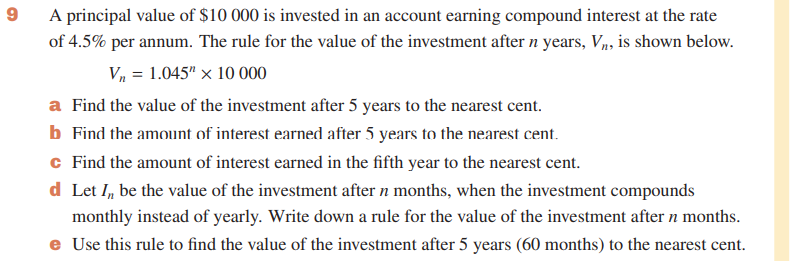 9 A principal value of $10 000 is invested in an account earning compound interest at the rate
of 4.5% per annum. The rule for the value of the investment after n years, Vₙ, is shown below.
Vₙ = 1.045ⁿ × 10 000
a Find the value of the investment after 5 years to the nearest cent.
b Find the amount of interest earned after 5 years to the nearest cent.
c Find the amount of interest earned in the fifth year to the nearest cent.
d Let Iₙ be the value of the investment after n months, when the investment compounds
monthly instead of yearly. Write down a rule for the value of the investment after n months.
e Use this rule to find the value of the investment after 5 years (60 months) to the nearest cent.